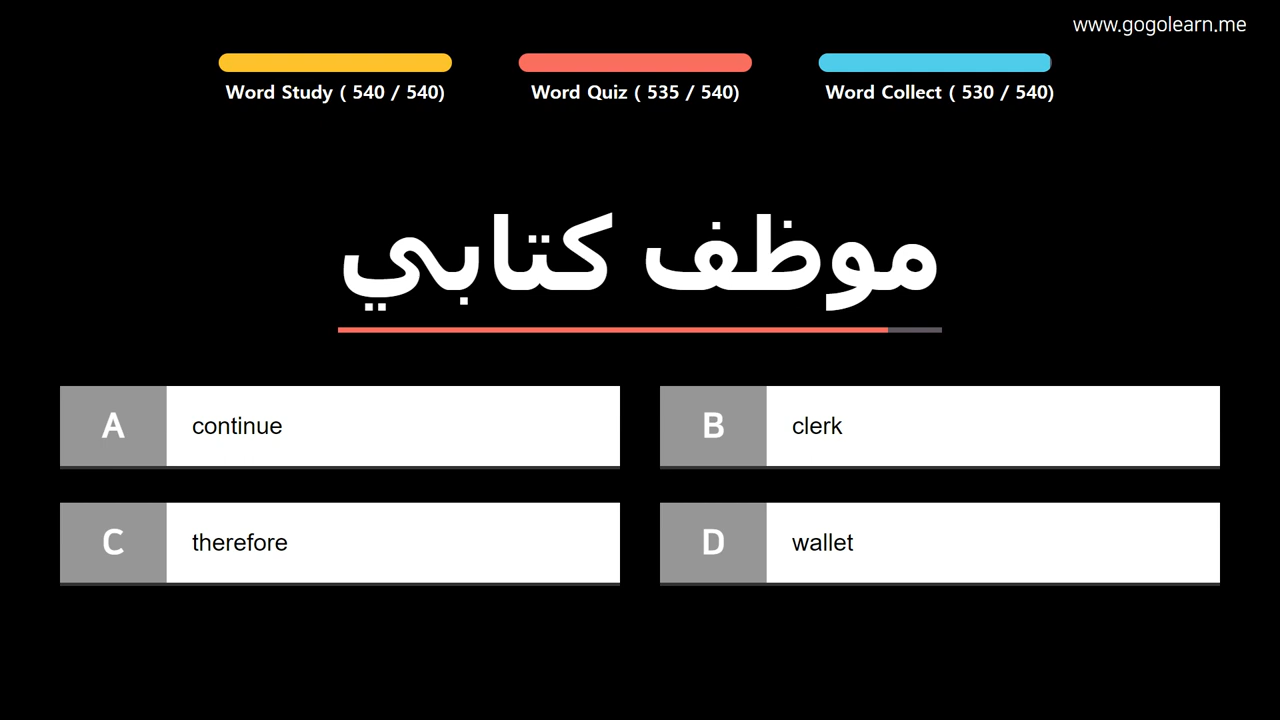 www.gogolearn.me
Word Study ( 540 / 540)
Word Quiz ( 535 / 540)
Word Collect ( 530 / 540)
موظف كتابي
A continue
B clerk
C therefore
D wallet